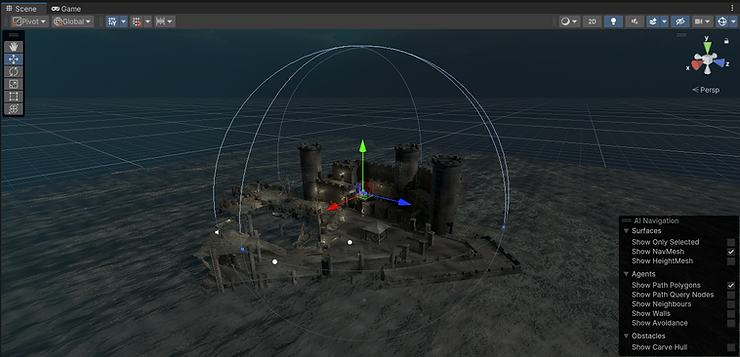 Scene Game
Pivot Global 2D
y
x z
Persp
AI Navigation
Surfaces
Show Only Selected
Show NavMesh
Show HeightMesh
Agents
Show Path Polygons
Show Path Query Nodes
Show Neighbours
Show Walls
Show Avoidance
Obstacles
Show Carve Hull